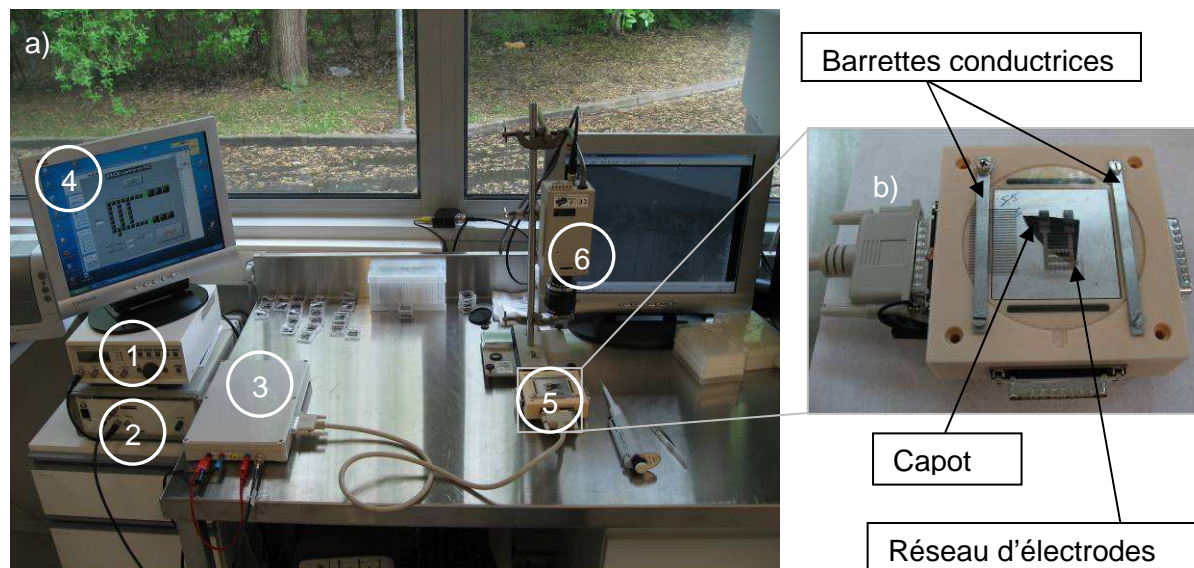 a)
Barrettes conductrices
4
6
1
3
2
5
b)
Capot
Réseau d'électrodes